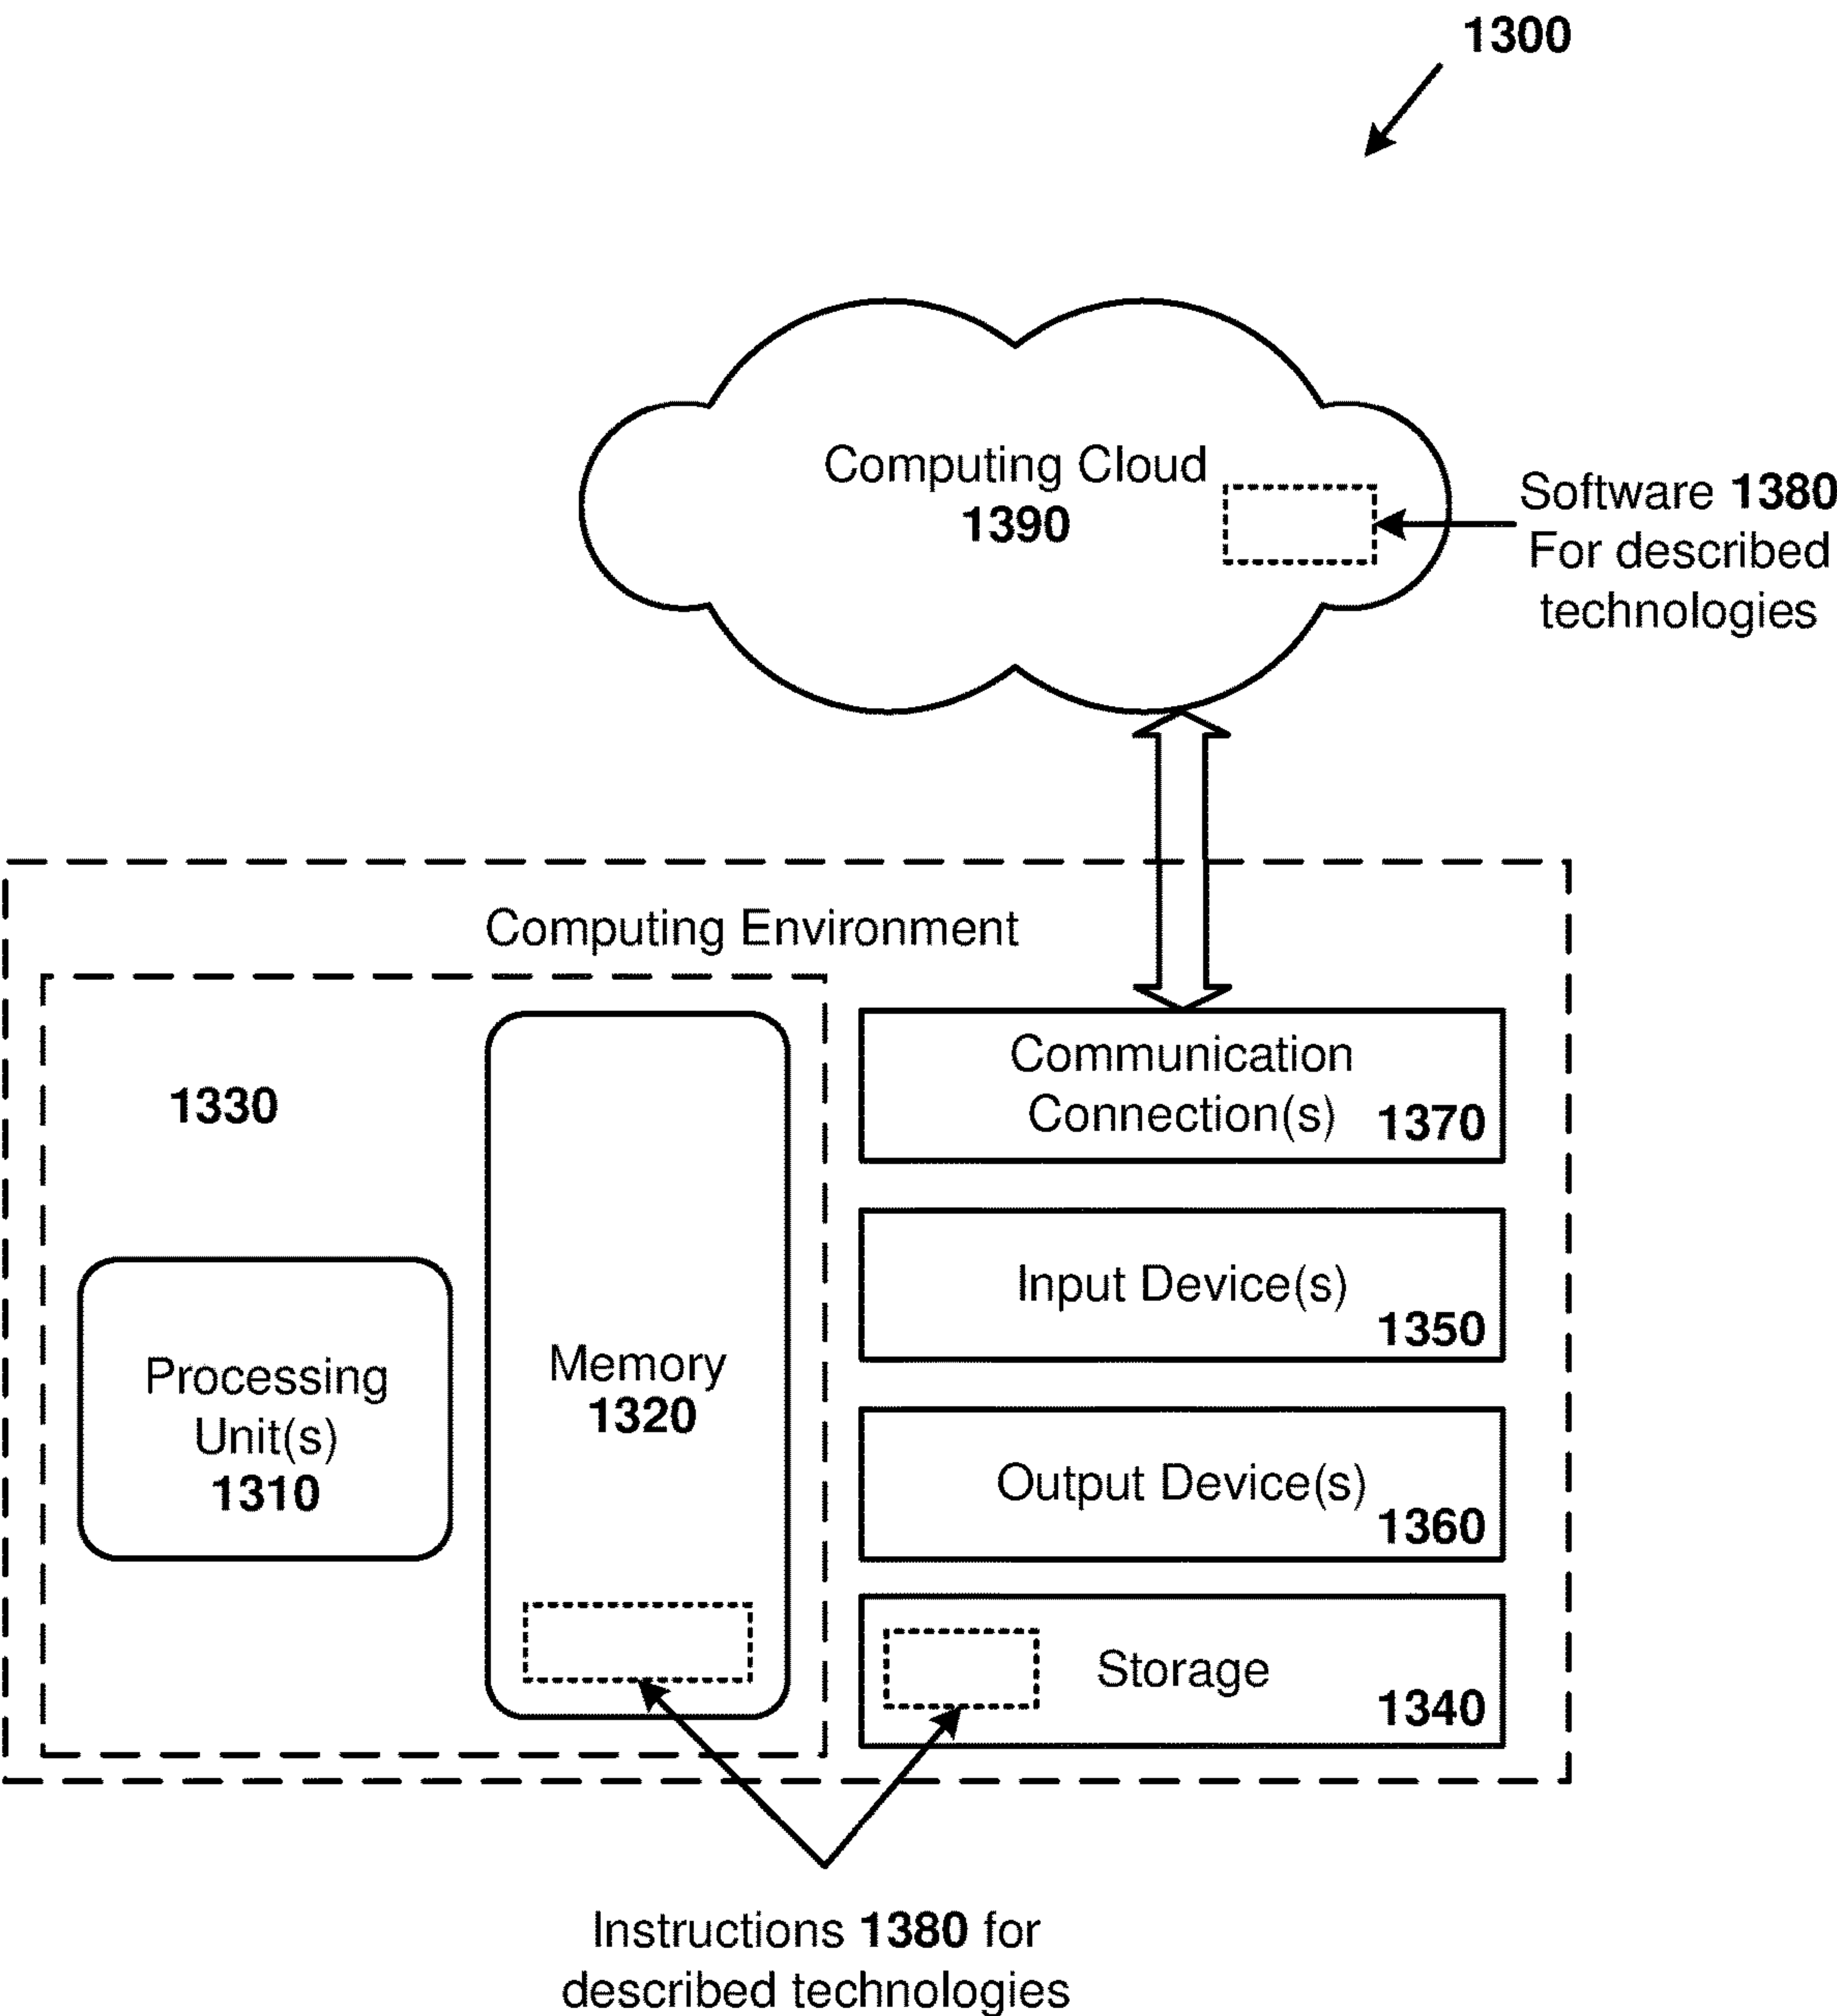 1300
Computing Cloud
1390
Software 1380
For described
technologies
Computing Environment
1330
Processing
Unit(s)
1310
Memory
1320
Communication
Connection(s) 1370
Input Device(s)
1350
Output Device(s)
1360
Storage
1340
Instructions 1380 for
described technologies